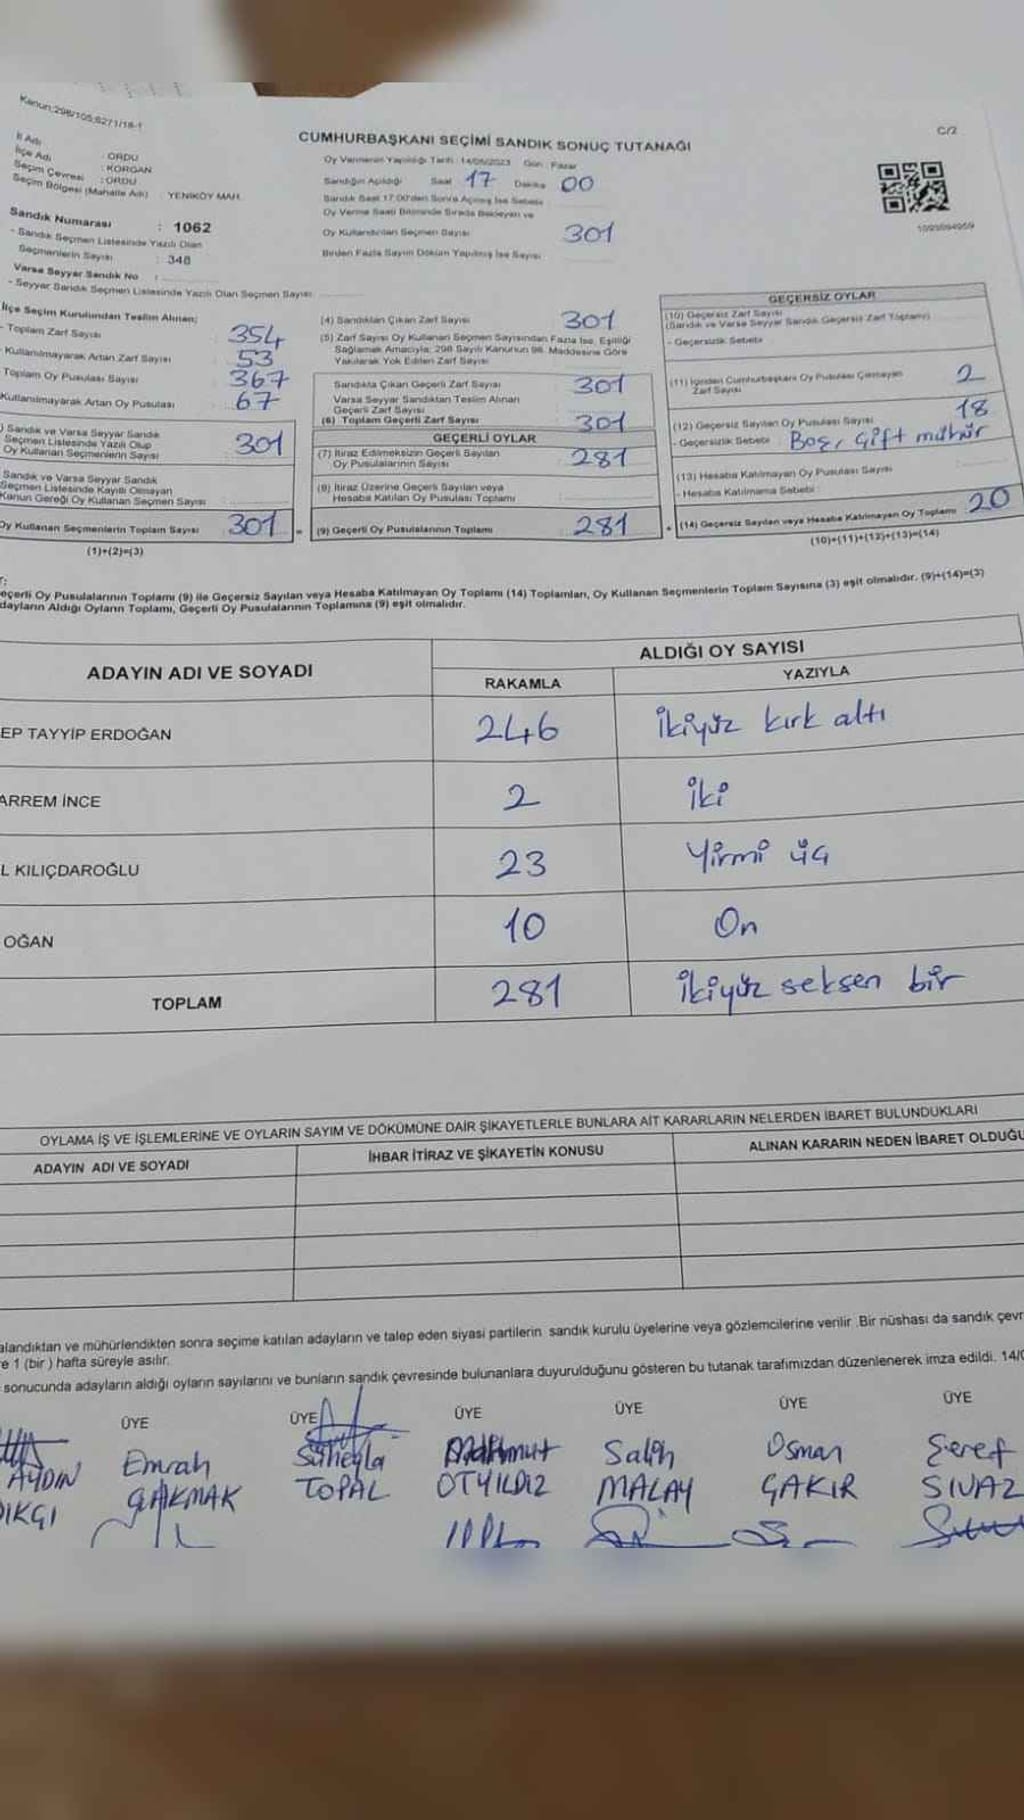 Kanun:298/105;6271/18-1
C/2
CUMHURBAŞKANI SEÇİMİ SANDIK SONUÇ TUTANAĞI
İl Adı : ORDU
İlçe Adı : KORGAN
Seçim Çevresi : ORDU
Seçim Bölgesi (Mahalle Adı) : YENİKÖY MAH.
Sandık Numarası : 1062
- Sandık Seçmen Listesinde Yazılı Olan
Seçmenlerin Sayısı : 348
Varsa Seyyar Sandık No :
- Seyyar Sandık Seçmen Listesinde Yazılı Olan Seçmen Sayısı:
Oy Vermenin Yapıldığı Tarih : 14/05/2023 Gün : Pazar
Sandığın Açıldığı Saat 17 Dakika 00
Sandık Saat 17.00'den Sonra Açılmış İse Sebebi
Oy Verme Saati Bitiminde Sırada Bekleyen ve
Oy Kullandırılan Seçmen Sayısı 301
Birden Fazla Sayım Döküm Yapılmış İse Sayısı
İlçe Seçim Kurulundan Teslim Alınan;
- Toplam Zarf Sayısı : 354
- Kullanılmayarak Artan Zarf Sayısı : 53
Toplam Oy Pusulası Sayısı : 367
Kullanılmayarak Artan Oy Pusulası : 67
) Sandık ve Varsa Seyyar Sandık
Seçmen Listesinde Yazılı Olup
Oy Kullanan Seçmenlerin Sayısı : 301
Sandık ve Varsa Seyyar Sandık
Seçmen Listesinde Kayıtlı Olmayan
Kanun Gereği Oy Kullanan Seçmen Sayısı
Oy Kullanan Seçmenlerin Toplam Sayısı 301
(1)+(2)=(3)
(4) Sandıktan Çıkan Zarf Sayısı : 301
(5) Zarf Sayısı Oy Kullanan Seçmen Sayısından Fazla İse, Eşitliği
Sağlamak Amacıyla; 298 Sayılı Kanunun 98. Maddesine Göre
Yakılarak Yok Edilen Zarf Sayısı
Sandıkta Çıkan Geçerli Zarf Sayısı : 301
Varsa Seyyar Sandıktan Teslim Alınan
Geçerli Zarf Sayısı
(6) Toplam Geçerli Zarf Sayısı : 301
GEÇERLİ OYLAR
(7) İtiraz Edilmeksizin Geçerli Sayılan
Oy Pusulalarının Sayısı : 281
(8) İtiraz Üzerine Geçerli Sayılan veya
Hesaba Katılan Oy Pusulası Toplamı
(9) Geçerli Oy Pusulalarının Toplamı : 281
GEÇERSİZ OYLAR
(10) Geçersiz Zarf Sayısı
(Sandık ve Varsa Seyyar Sandık Geçersiz Zarf Toplamı)
- Geçersizlik Sebebi
(11) İçinden Cumhurbaşkanı Oy Pusulası Çıkmayan
Zarf Sayısı 2
(12) Geçersiz Sayılan Oy Pusulası Sayısı 18
- Geçersizlik Sebebi : Boş, Çift mühür
(13) Hesaba Katılmayan Oy Pusulası Sayısı
- Hesaba Katılmama Sebebi
(14) Geçersiz Sayılan veya Hesaba Katılmayan Oy Toplamı : 20
(10)+(11)+(12)+(13)=(14)
eçerli Oy Pusulalarının Toplamı (9) ile Geçersiz Sayılan veya Hesaba Katılmayan Oy Toplamı (14) Toplamları, Oy Kullanan Seçmenlerin Toplam Sayısına (3) eşit olmalıdır. (9)+(14)=(3)
dayların Aldığı Oyların Toplamı, Geçerli Oy Pusulalarının Toplamına (9) eşit olmalıdır.
ADAYIN ADI VE SOYADI
ALDIĞI OY SAYISI
RAKAMLA YAZIYLA
EP TAYYİP ERDOĞAN 246 İkiyüz kırk altı
ARREM İNCE 2 İki
L KILIÇDAROĞLU 23 Yirmi üç
OĞAN 10 On
TOPLAM 281 İkiyüz seksen bir
OYLAMA İŞ VE İŞLEMLERİNE VE OYLARIN SAYIM VE DÖKÜMÜNE DAİR ŞİKAYETLERLE BUNLARA AİT KARARLARIN NELERDEN İBARET BULUNDUKLARI
ADAYIN ADI VE SOYADI İHBAR İTİRAZ VE ŞİKAYETİN KONUSU ALINAN KARARIN NEDEN İBARET OLDUĞU
alandıktan ve mühürlendikten sonra seçime katılan adayların ve talep eden siyasi partilerin sandık kurulu üyelerine veya gözlemcilerine verilir .Bir nüshası da sandık çevr
e 1 (bir ) hafta süreyle asılır.
sonucunda adayların aldığı oyların sayılarını ve bunların sandık çevresinde bulunanlara duyurulduğunu gösteren bu tutanak tarafımızdan düzenlenerek imza edildi. 14/0
ÜYE ÜYE ÜYE ÜYE ÜYE ÜYE
AYDIN Emrah Süheyla Mahmut Salih Osman Şeref
DIKÇI ÇAKMAK TOPAL OTYILDIZ MALAY ÇAKIR SIVAZ